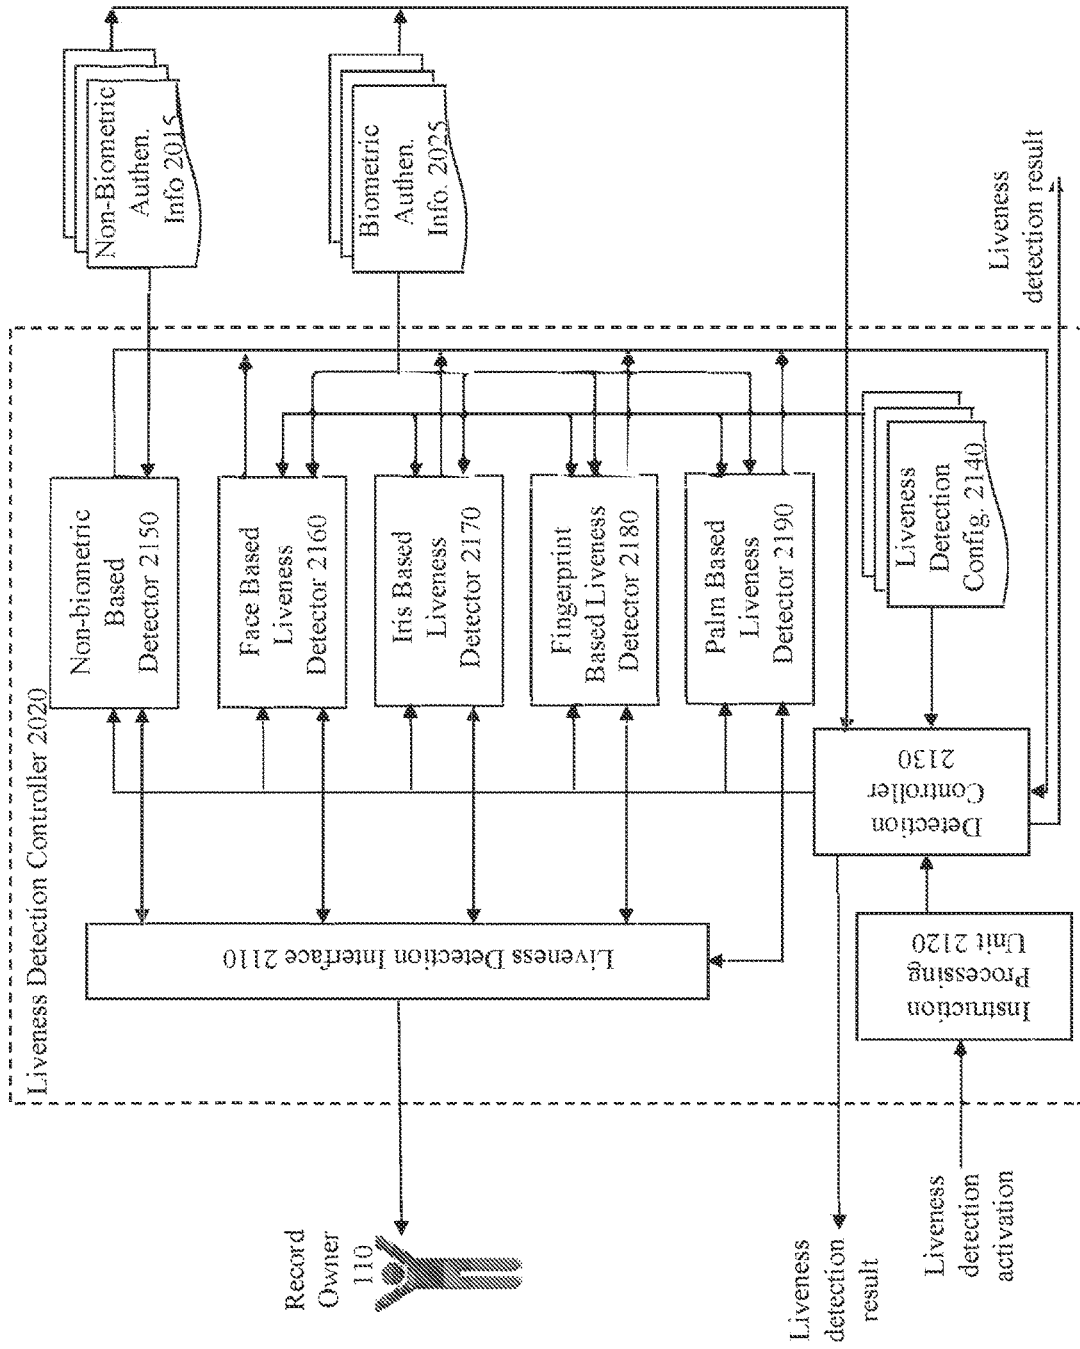 Liveness Detection Controller 2020
Non-Biometric
Authen.
Info 2015
Biometric
Authen.
Info. 2025
Non-biometric
Based
Detector 2150
Face Based
Liveness
Detector 2160
Iris Based
Liveness
Detector 2170
Fingerprint
Based Liveness
Detector 2180
Palm Based
Liveness
Detector 2190
Liveness
Detection
Config. 2140
Liveness Detection Interface 2110
Detection
Controller
2130
Instruction
Processing
Unit 2120
Record
Owner
110
Liveness
detection
result
Liveness
detection
activation
Liveness
detection result